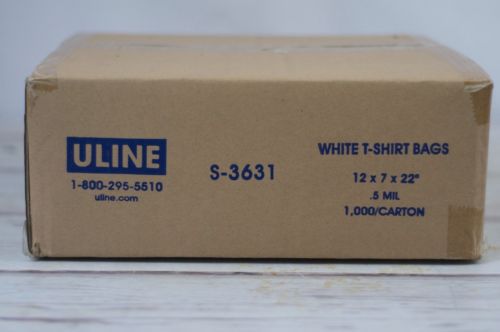 ULINE
1-800-295-5510
uline.com
S-3631
WHITE T-SHIRT BAGS
12 x 7 x 22"
.5 MIL
1,000/CARTON